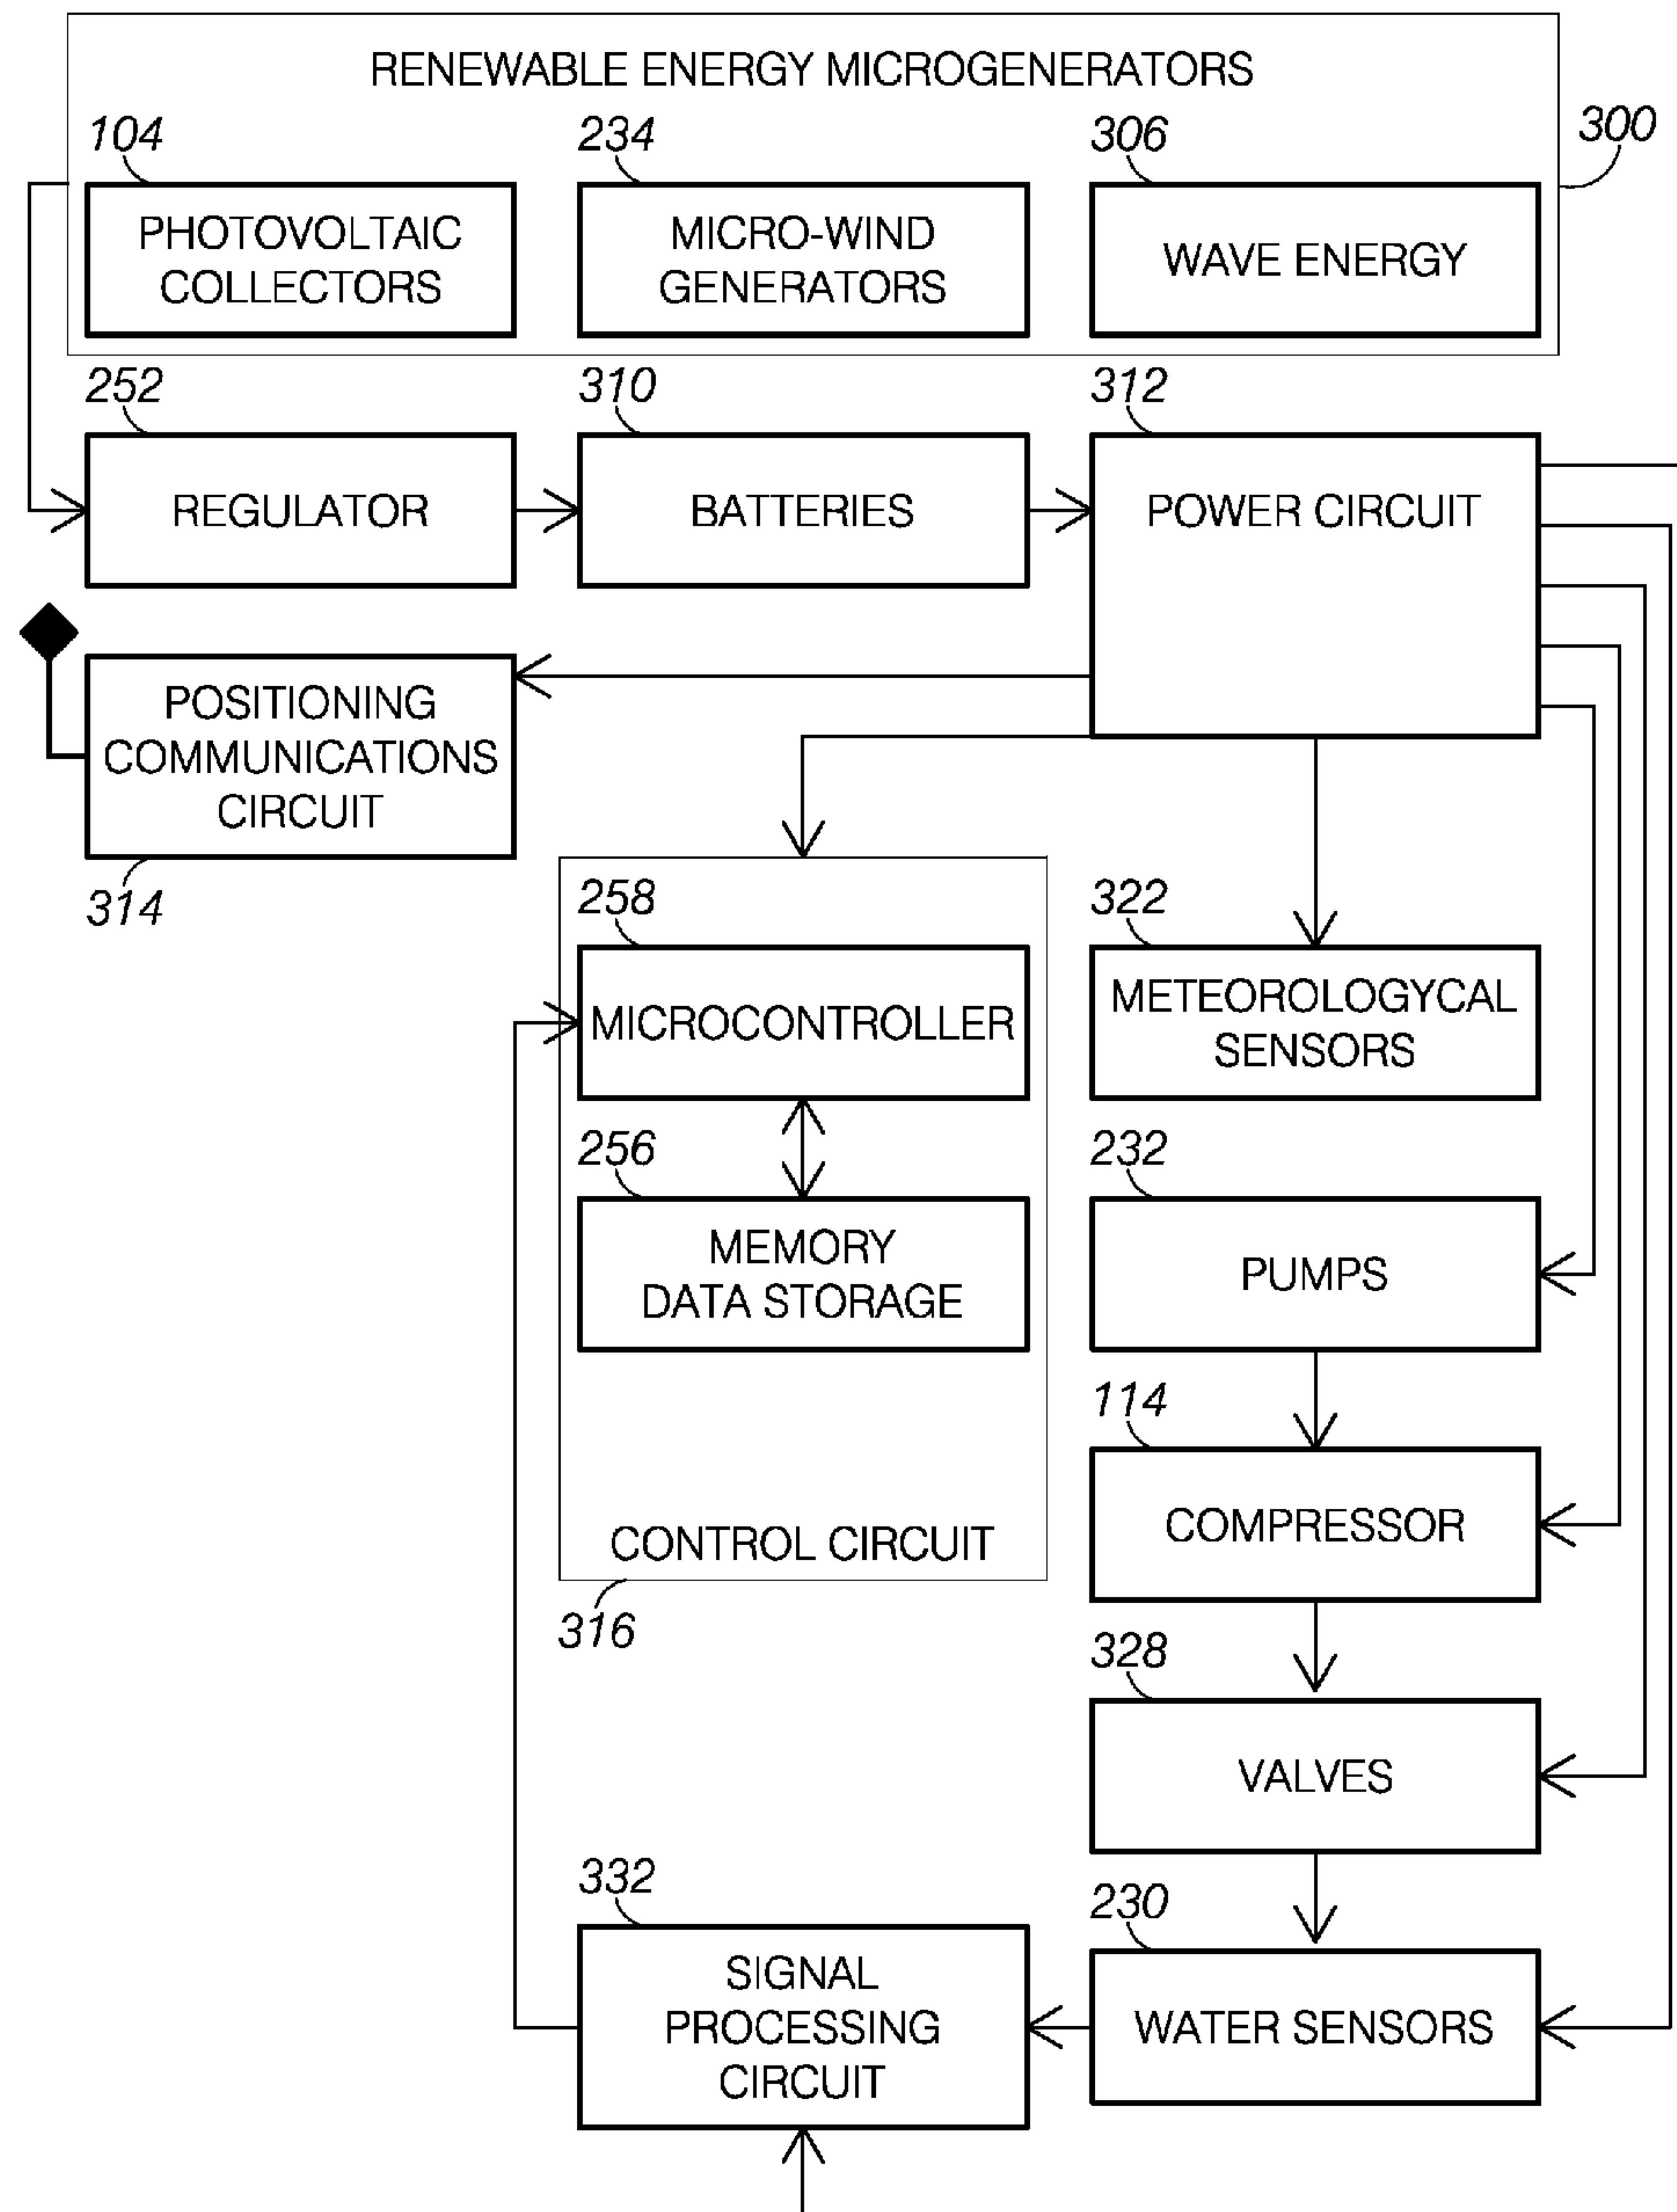 RENEWABLE ENERGY MICROGENERATORS
104
234
306
300
PHOTOVOLTAIC
COLLECTORS
MICRO-WIND
GENERATORS
WAVE ENERGY
252
310
312
REGULATOR
BATTERIES
POWER CIRCUIT
POSITIONING
COMMUNICATIONS
CIRCUIT
314
258
322
MICROCONTROLLER
METEOROLOGYCAL
SENSORS
256
232
MEMORY
DATA STORAGE
PUMPS
114
COMPRESSOR
CONTROL CIRCUIT
316
328
VALVES
332
230
SIGNAL
PROCESSING
CIRCUIT
WATER SENSORS